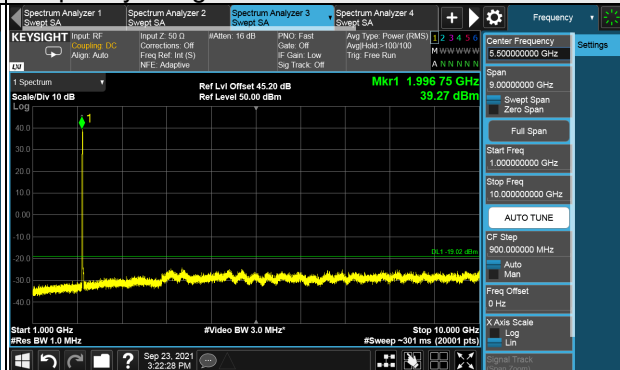 Spectrum Analyzer 1
Swept SA
Spectrum Analyzer 2
Swept SA
Spectrum Analyzer 3
Swept SA
Spectrum Analyzer 4
Swept SA
+
Frequency
KEYSIGHT
Input: RF
Coupling: DC
Align: Auto
Input Z: 50 Ω
Corrections: Off
Freq Ref: Int (S)
NFE: Adaptive
#Atten: 16 dB
PNO: Fast
Gate: Off
IF Gain: Low
Sig Track: Off
Avg Type: Power (RMS)
Avg|Hold:>100/100
Trig: Free Run
1 2 3 4 5 6
M W W W W W
A N N N N N
LXI
1 Spectrum
Scale/Div 10 dB
Log
Ref Lvl Offset 45.20 dB
Ref Level 50.00 dBm
Mkr1 1.996 75 GHz
39.27 dBm
1
40.0
30.0
20.0
10.0
0.00
-10.0
-20.0
-30.0
-40.0
DL1 -19.02 dBm
Start 1.000 GHz
#Res BW 1.0 MHz
#Video BW 3.0 MHz*
Stop 10.000 GHz
#Sweep ~301 ms (20001 pts)
Sep 23, 2021
3:22:28 PM
?
Settings
Center Frequency
5.500000000 GHz
Span
9.00000000 GHz
Swept Span
Zero Span
Full Span
Start Freq
1.000000000 GHz
Stop Freq
10.000000000 GHz
AUTO TUNE
CF Step
900.000000 MHz
Auto
Man
Freq Offset
0 Hz
X Axis Scale
Log
Lin
Signal Track